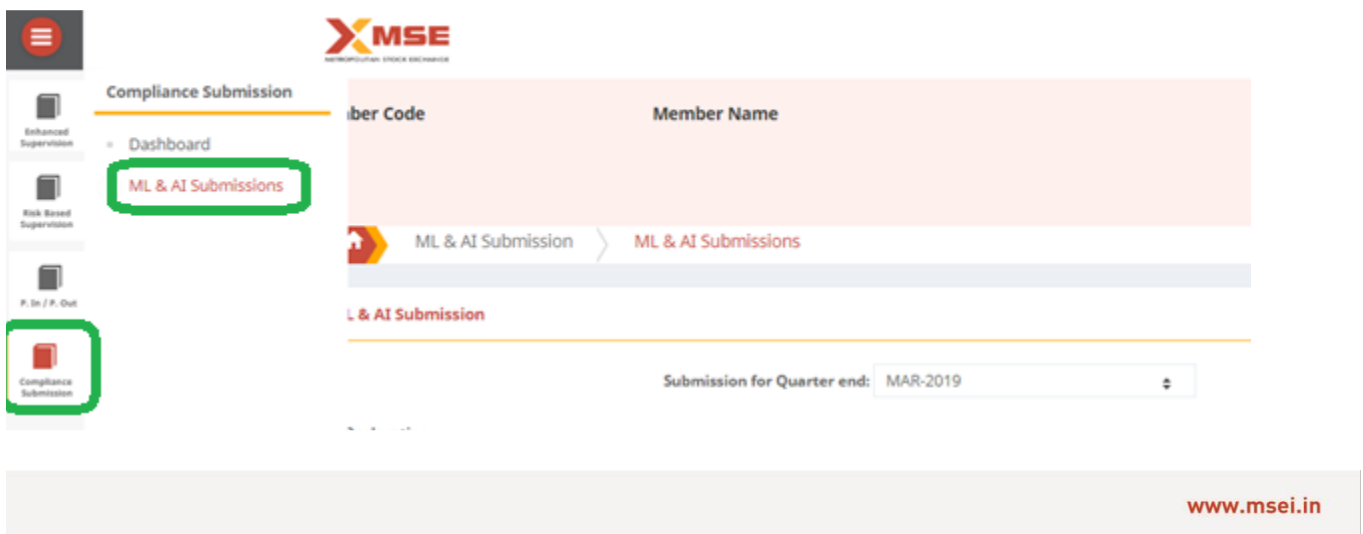 MSE
METROPOLITAN STOCK EXCHANGE
Compliance Submission
Dashboard
ML & AI Submissions
Enhanced
Supervision
Risk Based
Supervision
P. In / P. Out
Compliance
Submission
ber Code Member Name
ML & AI Submission ML & AI Submissions
& AI Submission
Submission for Quarter end: MAR-2019
www.msei.in